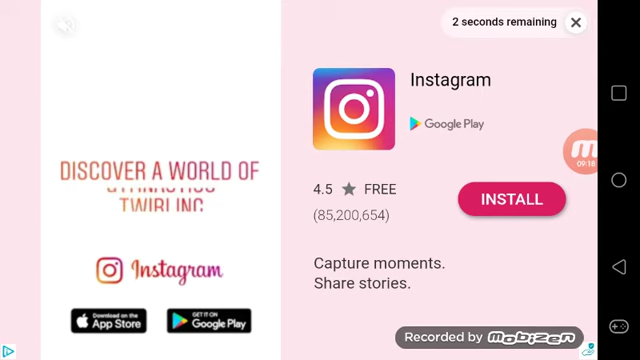 2 seconds remaining
Instagram
Google Play
DISCOVER A WORLD OF
TWIRLING
Instagram
Download on the
App Store
GET IT ON
Google Play
4.5 ★ FREE
(85,200,654)
INSTALL
Capture moments.
Share stories.
09:18
Recorded by mobizen